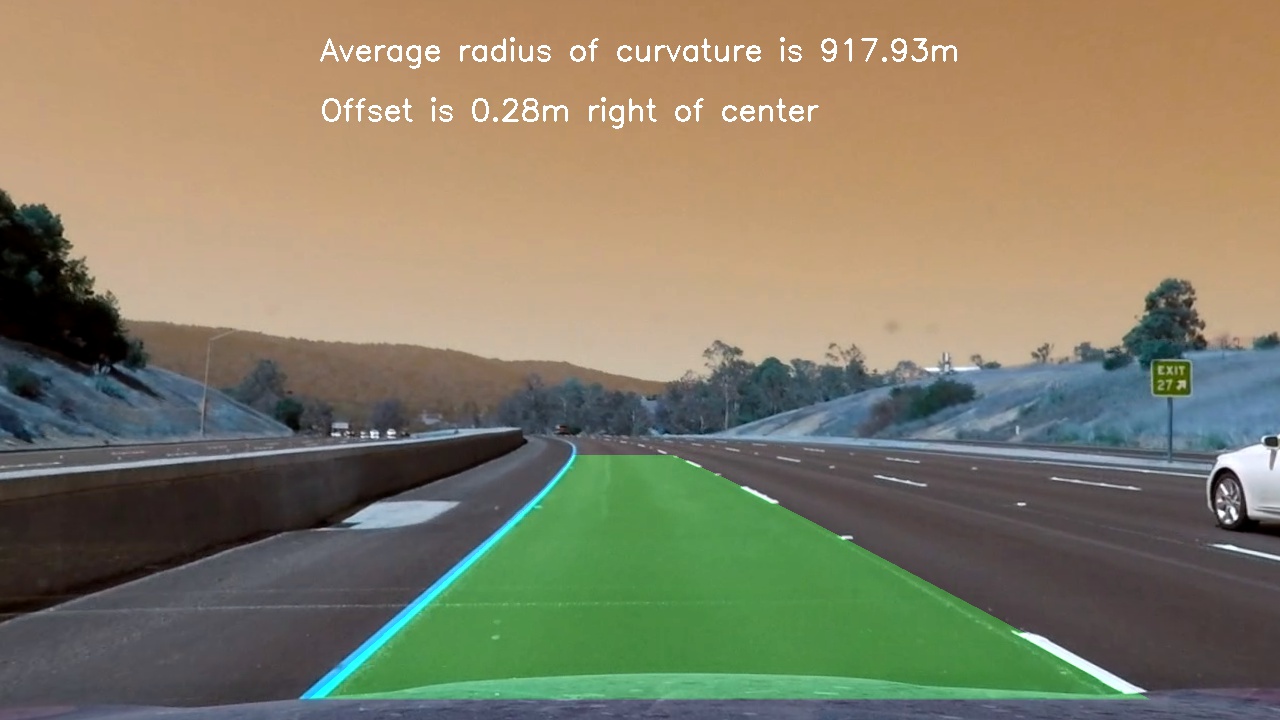 Average radius of curvature is 917.93m
Offset is 0.28m right of center
EXIT
27